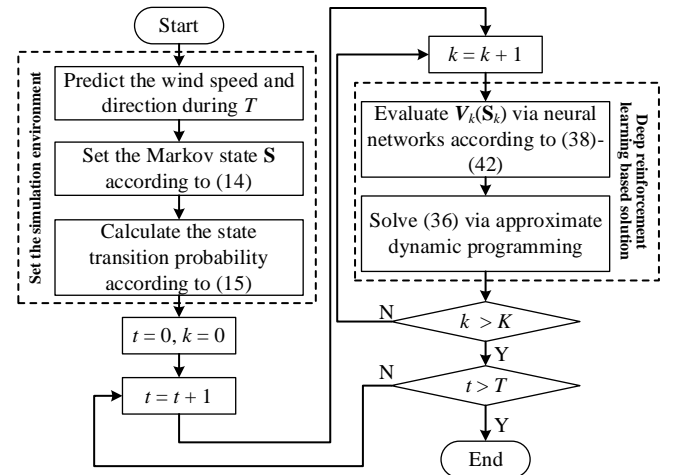 Start
Set the simulation environment
Predict the wind speed and
direction during T
Set the Markov state S
according to (14)
Calculate the state
transition probability
according to (15)
t = 0, k = 0
t = t + 1
k = k + 1
Evaluate Vk(Sk) via neural
networks according to (38)-
(42)
Solve (36) via approximate
dynamic programming
Deep reinforcement
learning based solution
N
k > K
Y
N
t > T
Y
End